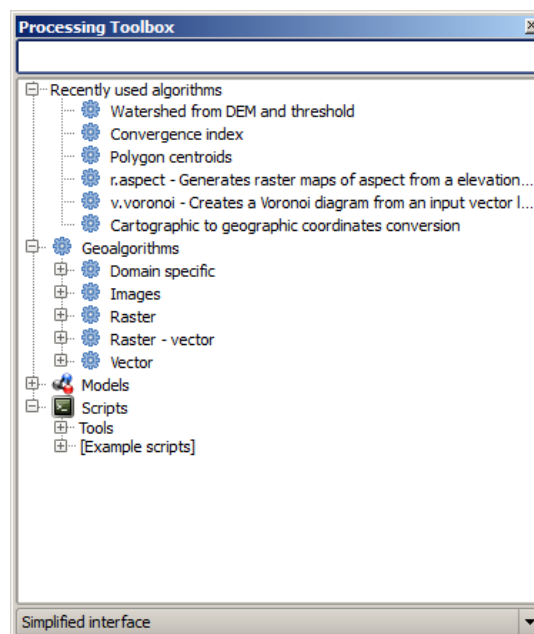 Processing Toolbox
Recently used algorithms
Watershed from DEM and threshold
Convergence index
Polygon centroids
r.aspect - Generates raster maps of aspect from a elevation...
v.voronoi - Creates a Voronoi diagram from an input vector l...
Cartographic to geographic coordinates conversion
Geoalgorithms
Domain specific
Images
Raster
Raster - vector
Vector
Models
Scripts
Tools
[Example scripts]
Simplified interface